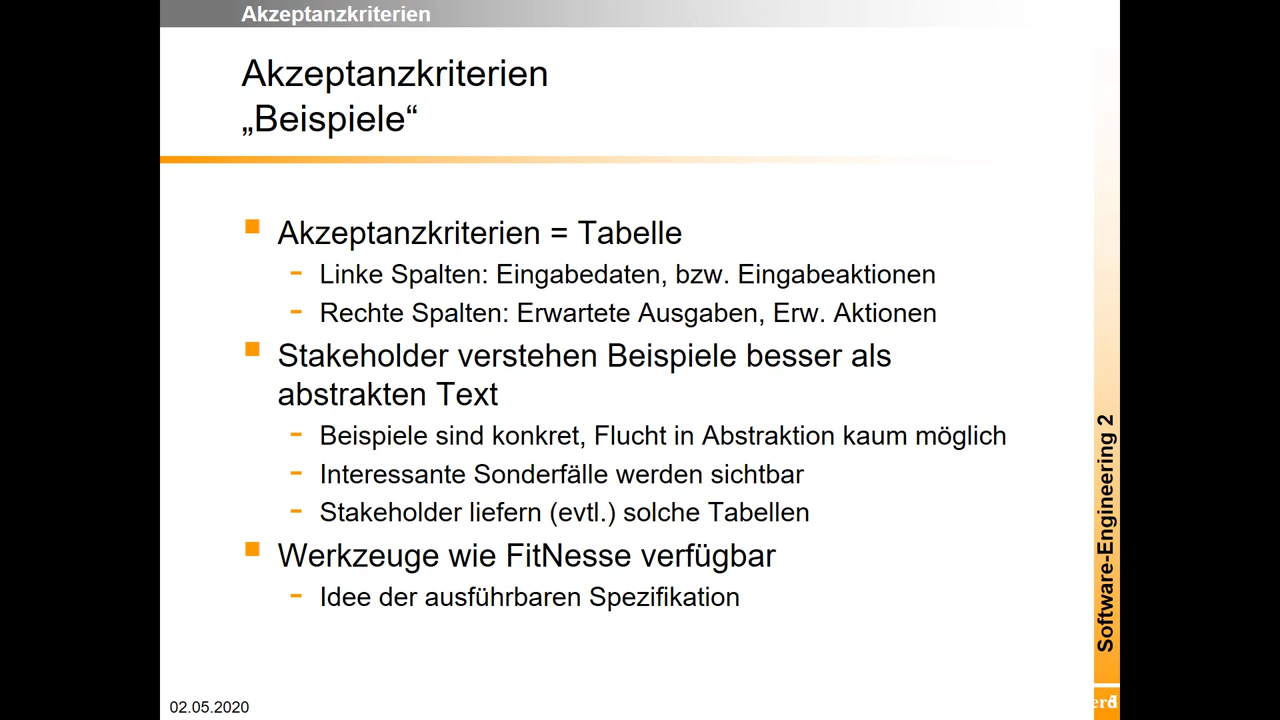 Akzeptanzkriterien
Akzeptanzkriterien
„Beispiele“
Akzeptanzkriterien = Tabelle
- Linke Spalten: Eingabedaten, bzw. Eingabeaktionen
- Rechte Spalten: Erwartete Ausgaben, Erw. Aktionen
Stakeholder verstehen Beispiele besser als
abstrakten Text
- Beispiele sind konkret, Flucht in Abstraktion kaum möglich
- Interessante Sonderfälle werden sichtbar
- Stakeholder liefern (evtl.) solche Tabellen
Werkzeuge wie FitNesse verfügbar
- Idee der ausführbaren Spezifikation
Software-Engineering 2
02.05.2020